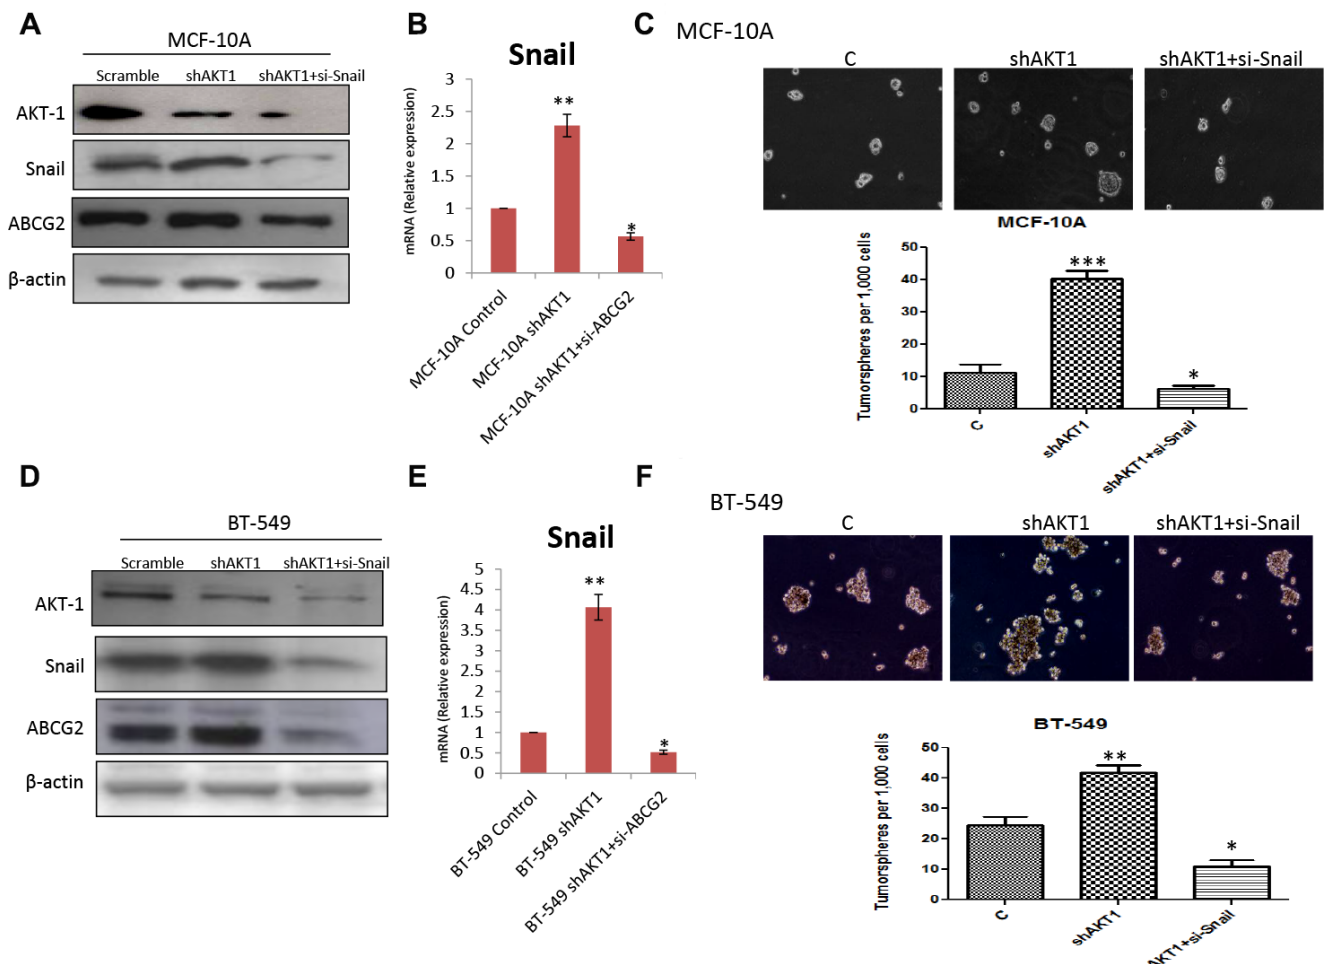 A
MCF-10A
Scramble shAKT1 shAKT1+si-Snail
AKT-1
Snail
ABCG2
β-actin
B
Snail
mRNA (Relative expression)
3
2.5
2
1.5
1
0.5
0
**
*
MCF-10A Control
MCF-10A shAKT1
MCF-10A shAKT1+si-ABCG2
C
MCF-10A
C shAKT1 shAKT1+si-Snail
MCF-10A
Tumorspheres per 1,000 cells
50
40
30
20
10
0
***
*
C
shAKT1
shAKT1+si-Snail
D
BT-549
Scramble shAKT1 shAKT1+si-Snail
AKT-1
Snail
ABCG2
β-actin
E
Snail
mRNA (Relative expression)
5
4.5
4
3.5
3
2.5
2
1.5
1
0.5
0
**
*
BT-549 Control
BT-549 shAKT1
BT-549 shAKT1+si-ABCG2
F
BT-549
C shAKT1 shAKT1+si-Snail
BT-549
Tumorspheres per 1,000 cells
50
40
30
20
10
0
**
*
C
shAKT1
AKT1+si-Snail